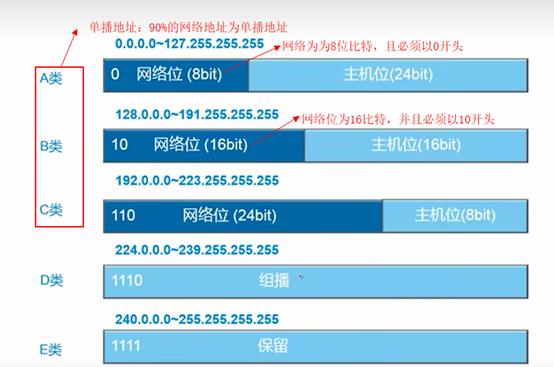 单播地址：90%的网络地址为单播地址
0.0.0.0~127.255.255.255
网络为为8位比特，且必须以0开头
A类
0 网络位 (8bit) 主机位(24bit)
128.0.0.0~191.255.255.255
网络位为16比特，并且必须以10开头
B类
10 网络位 (16bit) 主机位(16bit)
192.0.0.0~223.255.255.255
C类
110 网络位 (24bit) 主机位(8bit)
224.0.0.0~239.255.255.255
D类
1110 组播
240.0.0.0~255.255.255.255
E类
1111 保留